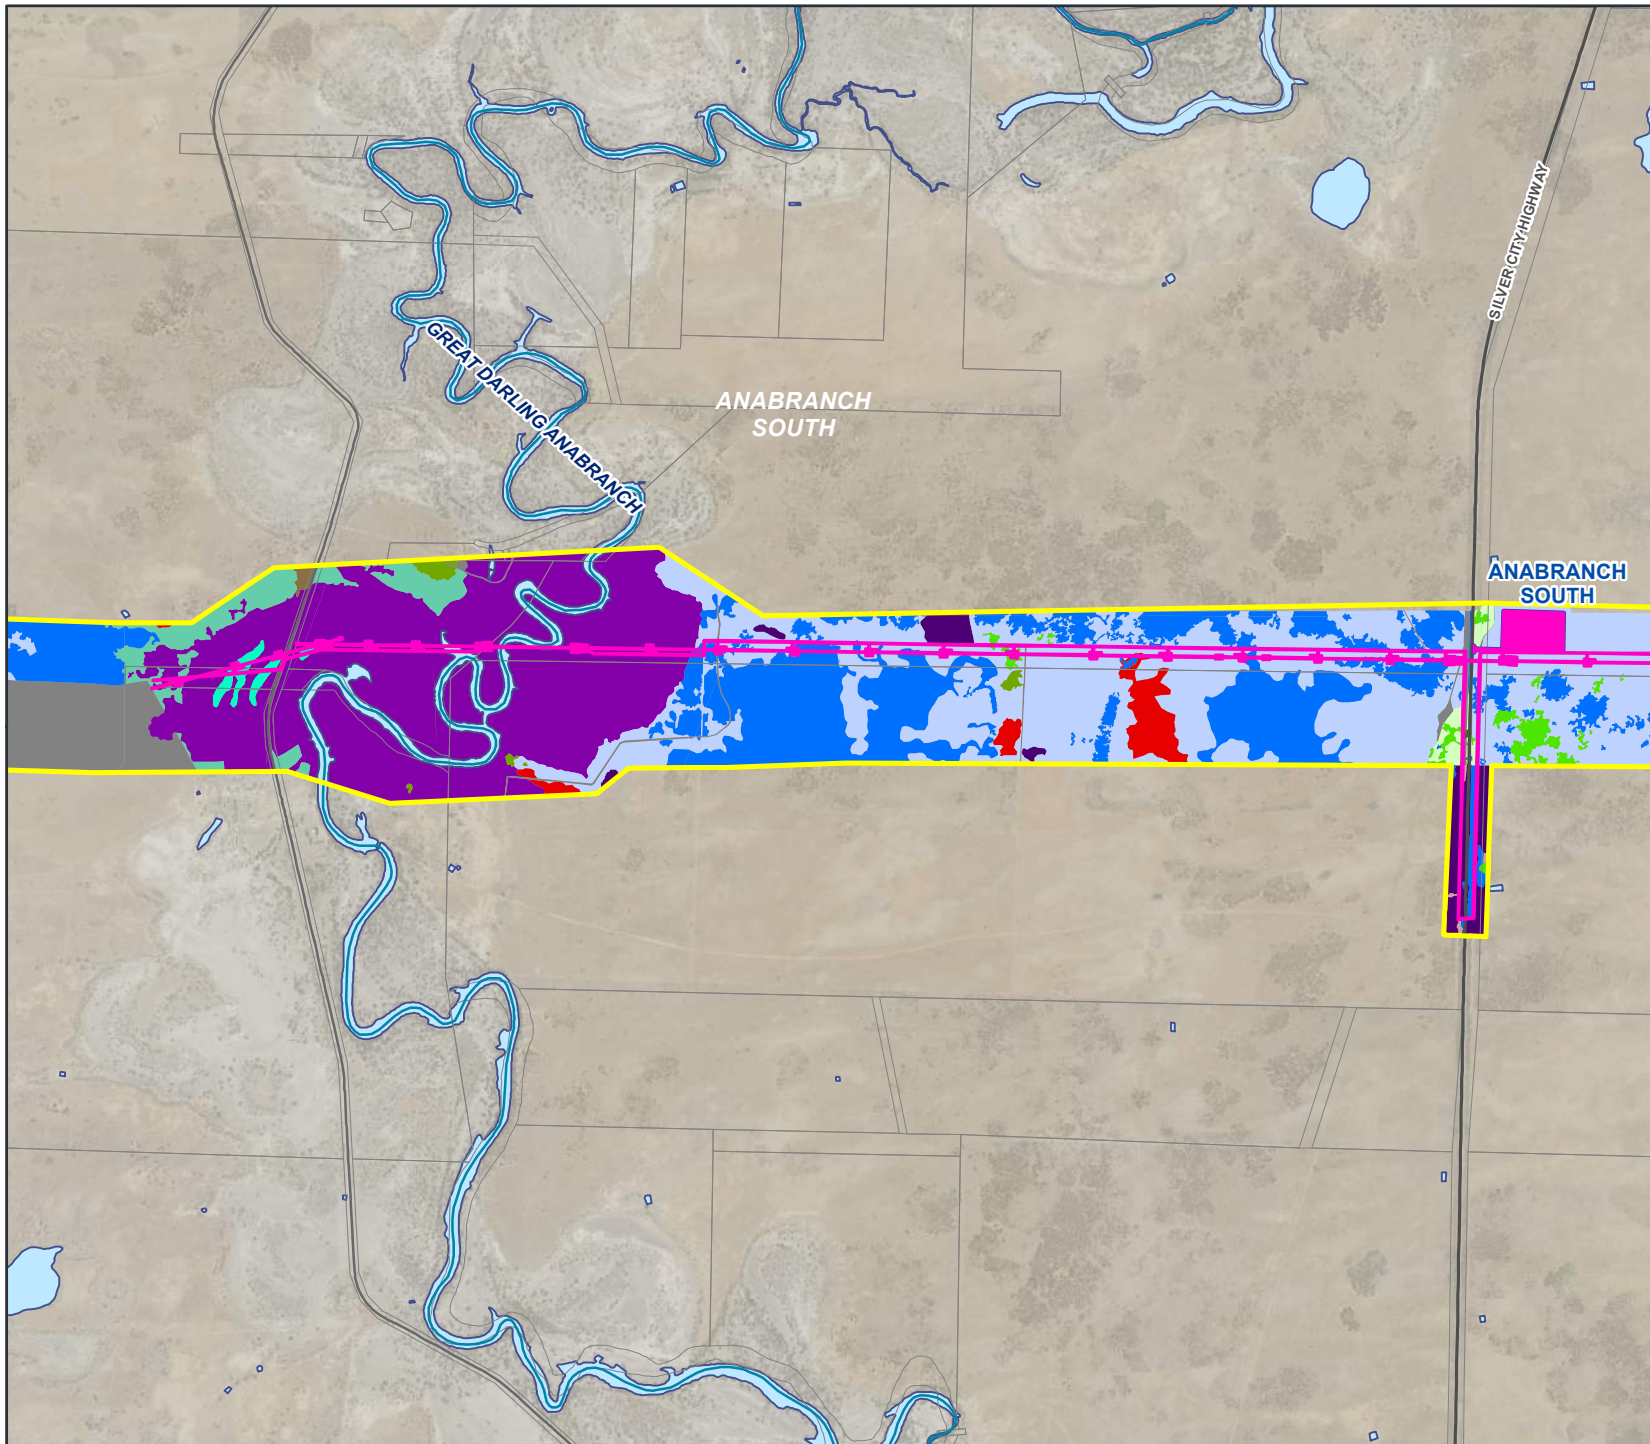 SILVER CITY HIGHWAY
GREAT DARLING ANABRANCH
ANABRANCH
SOUTH
ANABRANCH
SOUTH